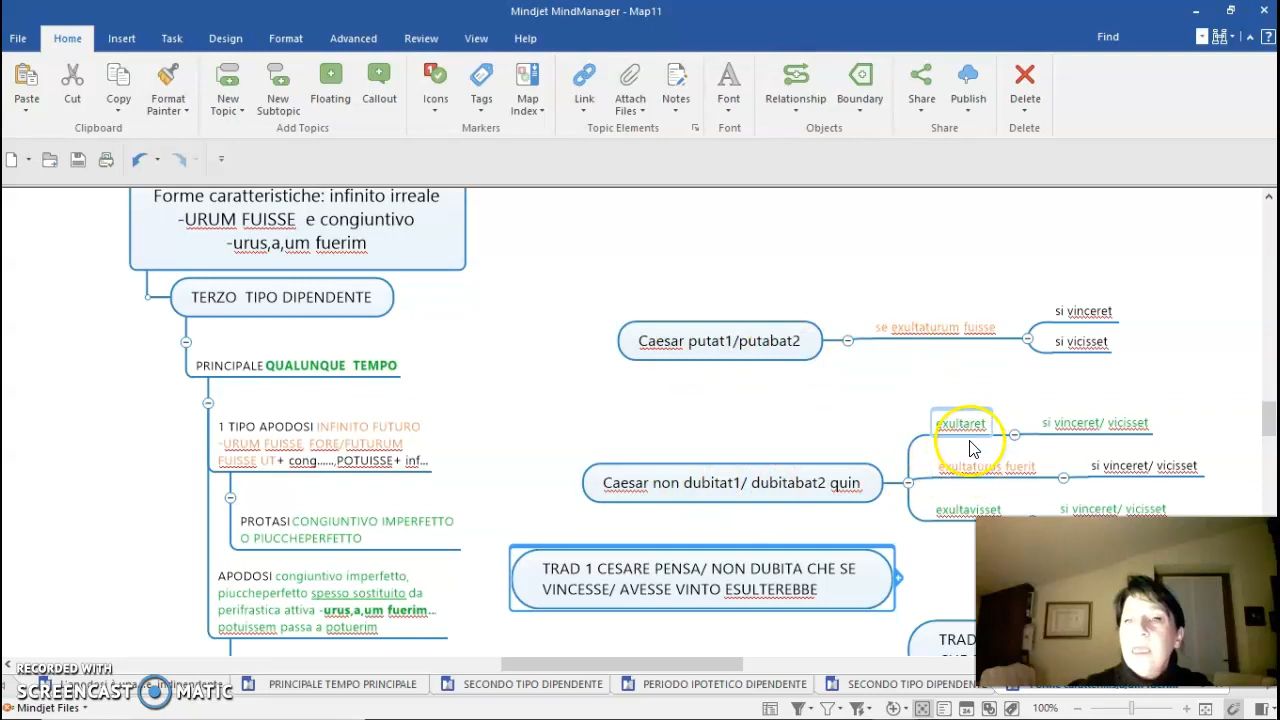 Mindjet MindManager - Map11
File Home Insert Task Design Format Advanced Review View Help Find
Paste Cut Copy Format Painter New Topic New Subtopic Floating Callout Icons Tags Map Index Link Attach Files Notes Font Relationship Boundary Share Publish Delete
Clipboard Add Topics Markers Topic Elements Font Objects Share Delete
Forme caratteristiche: infinito irreale
-URUM FUISSE e congiuntivo
-urus,a,um fuerim
TERZO TIPO DIPENDENTE
PRINCIPALE QUALUNQUE TEMPO
1 TIPO APODOSI INFINITO FUTURO
-URUM FUISSE, FORE/FUTURUM
FUISSE UT+ cong......,POTUISSE+ inf...
PROTASI CONGIUNTIVO IMPERFETTO
O PIUCCHEPERFETTO
APODOSI congiuntivo imperfetto,
piuccheperfetto spesso sostituito da
perifrastica attiva -urus,a,um fuerim...
potuissem passa a potuerim
Caesar putat1/putabat2
se exultaturum fuisse
si vinceret
si vicisset
Caesar non dubitat1/ dubitabat2 quin
exultaret
si vinceret/ vicisset
exultaturus fuerit
si vinceret/ vicisset
exultavisset
si vinceret/ vicisset
TRAD 1 CESARE PENSA/ NON DUBITA CHE SE
VINCESSE/ AVESSE VINTO ESULTEREBBE
TRAD
RECORDED WITH
SCREENCAST MATIC
PRINCIPALE TEMPO PRINCIPALE
SECONDO TIPO DIPENDENTE
PERIODO IPOTETICO DIPENDENTE
SECONDO TIPO DIPENDEN
Mindjet Files
100%